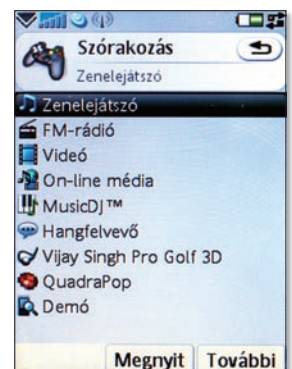 Szórakozás
Zenelejátszó
Zenelejátszó
FM-rádió
Videó
On-line média
MusicDJ™
Hangfelvevő
Vijay Singh Pro Golf 3D
QuadraPop
Demó
Megnyit További